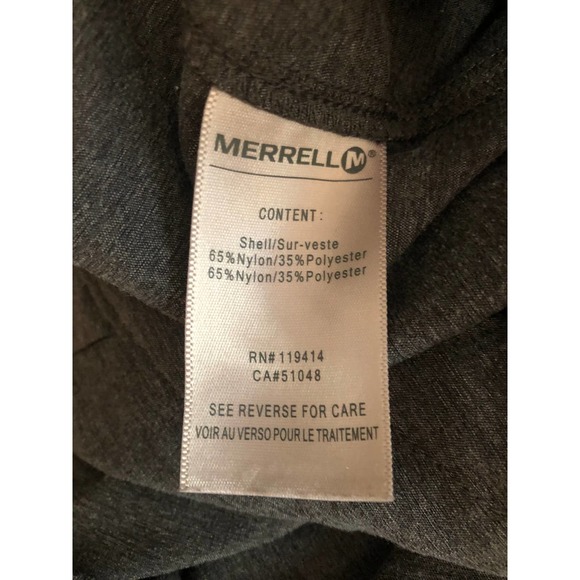 MERRELL M®
CONTENT:
Shell/Sur-veste
65%Nylon/35%Polyester
65%Nylon/35%Polyester
RN# 119414
CA#51048
SEE REVERSE FOR CARE
VOIR AU VERSO POUR LE TRAITEMENT